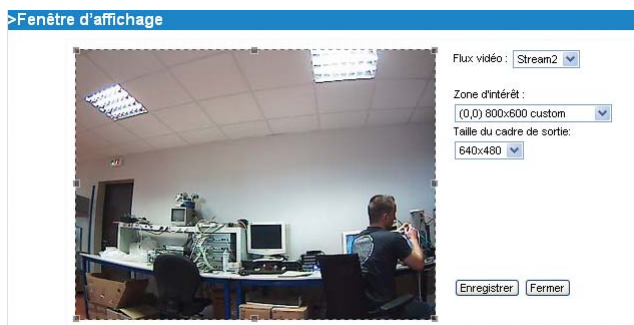 >Fenêtre d'affichage
Flux vidéo : Stream2
Zone d'intérêt :
(0,0) 800x600 custom
Taille du cadre de sortie:
640x480
Enregistrer Fermer